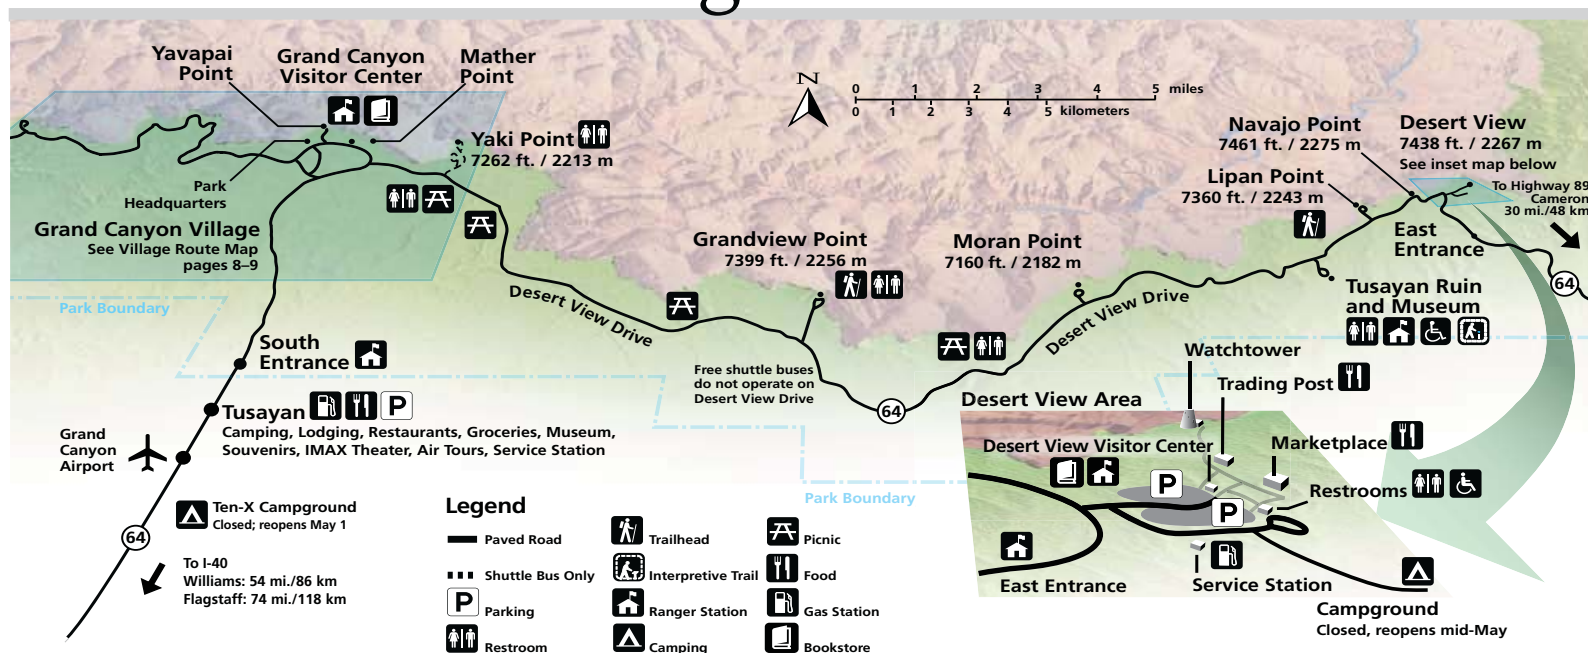 Yavapai
Point
Grand Canyon
Visitor Center
Mather
Point
Yaki Point
7262 ft. / 2213 m
Park
Headquarters
Grand Canyon Village
See Village Route Map
pages 8–9
Park Boundary
South
Entrance
Tusayan
P
Camping, Lodging, Restaurants, Groceries, Museum,
Souvenirs, IMAX Theater, Air Tours, Service Station
Grand
Canyon
Airport
Ten-X Campground
Closed; reopens May 1
64
To I-40
Williams: 54 mi./86 km
Flagstaff: 74 mi./118 km
N
0 1 2 3 4 5 miles
0 1 2 3 4 5 kilometers
Desert View Drive
Grandview Point
7399 ft. / 2256 m
Moran Point
7160 ft. / 2182 m
Free shuttle buses
do not operate on
Desert View Drive
64
Desert View Drive
Park Boundary
Navajo Point
7461 ft. / 2275 m
Lipan Point
7360 ft. / 2243 m
Desert View
7438 ft. / 2267 m
See inset map below
To Highway 89
Cameron
30 mi./48 km
East
Entrance
64
Tusayan Ruin
and Museum
Desert View Area
Watchtower
Trading Post
Desert View Visitor Center
Marketplace
Restrooms
P
P
East Entrance
Service Station
Campground
Closed, reopens mid-May
Legend
Paved Road
Shuttle Bus Only
P Parking
Restroom
Trailhead
Interpretive Trail
Ranger Station
Camping
Picnic
Food
Gas Station
Bookstore